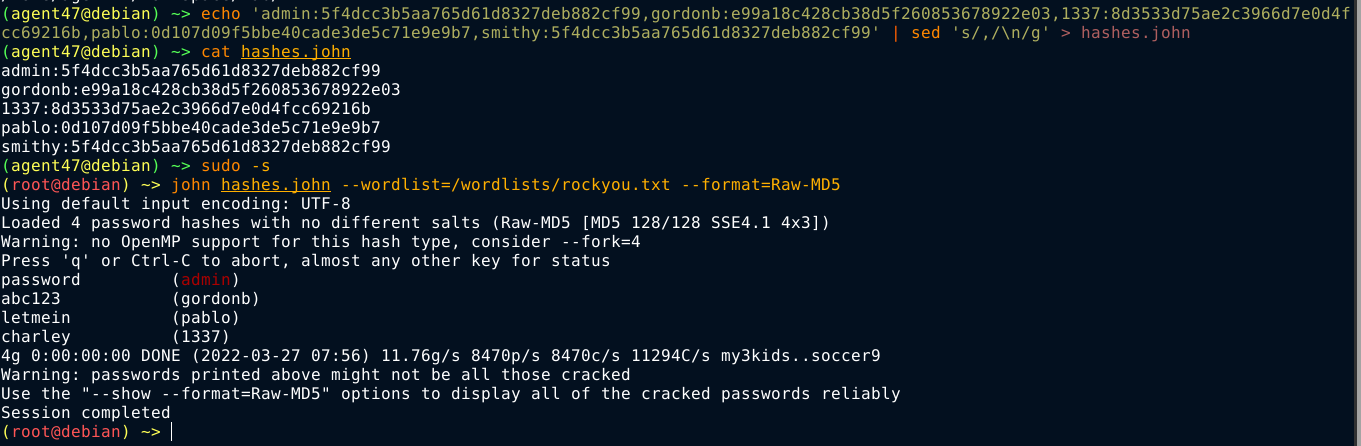 (agent47@debian) ~> echo 'admin:5f4dcc3b5aa765d61d8327deb882cf99,gordonb:e99a18c428cb38d5f260853678922e03,1337:8d3533d75ae2c3966d7e0d4f
cc69216b,pablo:0d107d09f5bbe40cade3de5c71e9e9b7,smithy:5f4dcc3b5aa765d61d8327deb882cf99' | sed 's/,/\n/g' > hashes.john
(agent47@debian) ~> cat hashes.john
admin:5f4dcc3b5aa765d61d8327deb882cf99
gordonb:e99a18c428cb38d5f260853678922e03
1337:8d3533d75ae2c3966d7e0d4fcc69216b
pablo:0d107d09f5bbe40cade3de5c71e9e9b7
smithy:5f4dcc3b5aa765d61d8327deb882cf99
(agent47@debian) ~> sudo -s
(root@debian) ~> john hashes.john --wordlist=/wordlists/rockyou.txt --format=Raw-MD5
Using default input encoding: UTF-8
Loaded 4 password hashes with no different salts (Raw-MD5 [MD5 128/128 SSE4.1 4x3])
Warning: no OpenMP support for this hash type, consider --fork=4
Press 'q' or Ctrl-C to abort, almost any other key for status
password         (admin)
abc123           (gordonb)
letmein          (pablo)
charley          (1337)
4g 0:00:00:00 DONE (2022-03-27 07:56) 11.76g/s 8470p/s 8470c/s 11294C/s my3kids..soccer9
Warning: passwords printed above might not be all those cracked
Use the "--show --format=Raw-MD5" options to display all of the cracked passwords reliably
Session completed
(root@debian) ~>